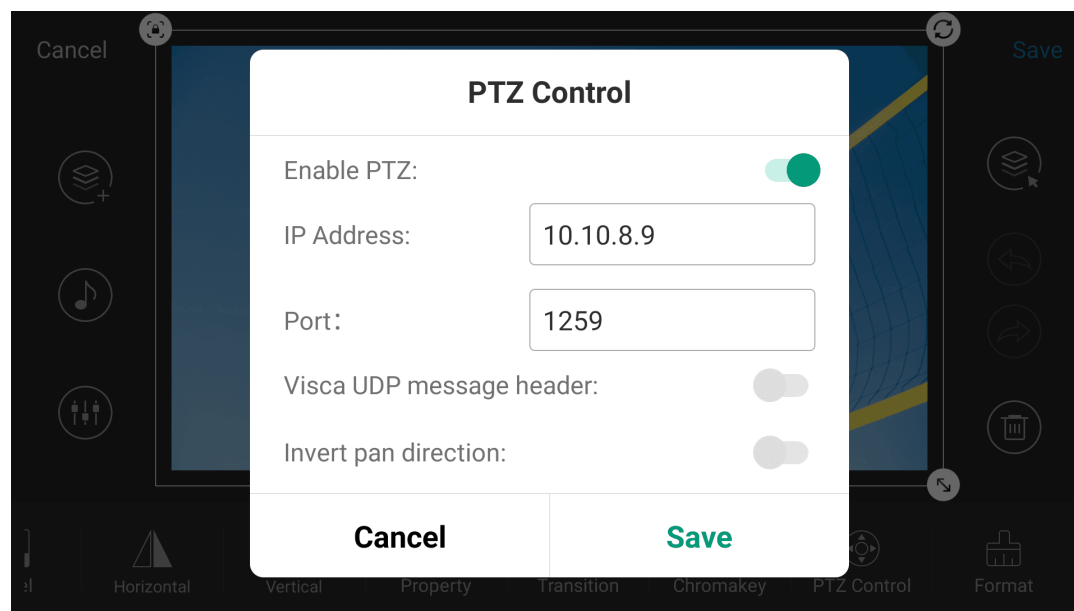 Cancel
Save
PTZ Control
Enable PTZ:
IP Address:
10.10.8.9
Port:
1259
Visca UDP message header:
Invert pan direction:
Cancel
Save
Horizontal
Vertical
Property
Transition
Chromakey
PTZ Control
Format